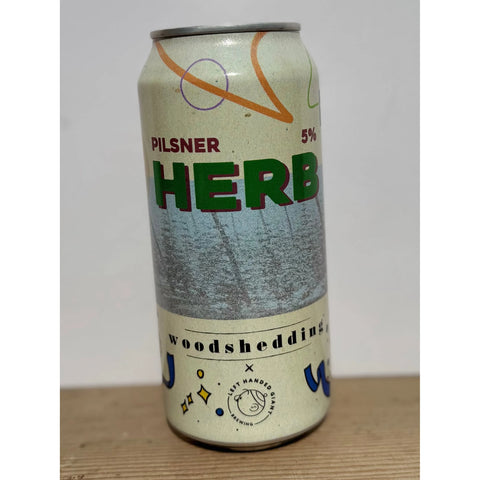 PILSNER 5%
HERB
woodshedding
x
LEFT HANDED GIANT
BREWING